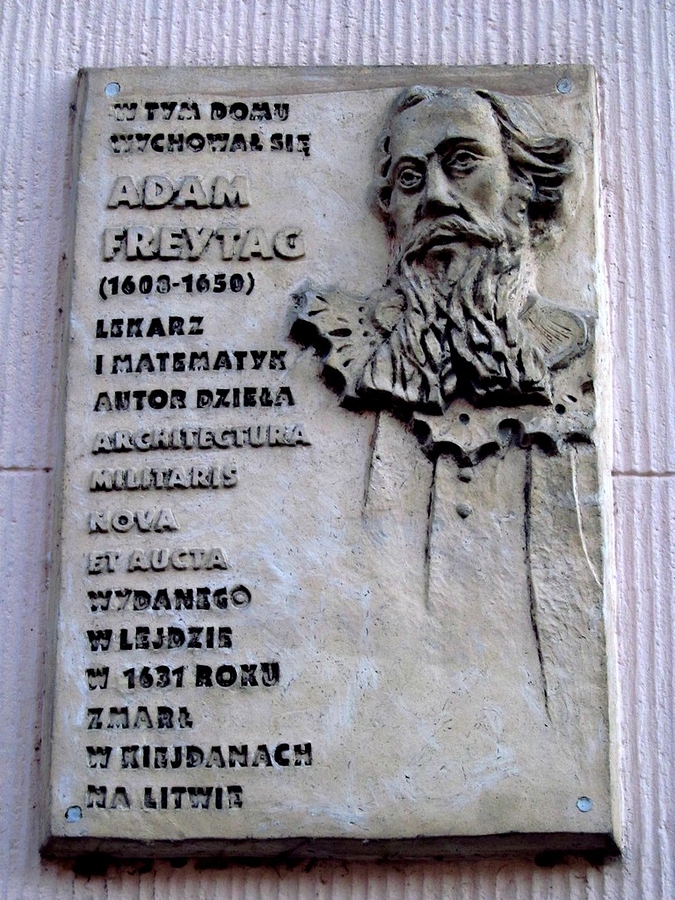 W TYM DOMU
WYCHOWAŁ SIĘ
ADAM
FREYTAG
(1608-1650)
LEKARZ
I MATEMATYK
AUTOR DZIEŁA
ARCHITECTURA
MILITARIS
NOVA
ET AUCTA
WYDANEGO
W LEJDZIE
W 1631 ROKU
ZMARŁ
W KIEJDANACH
NA LITWIE